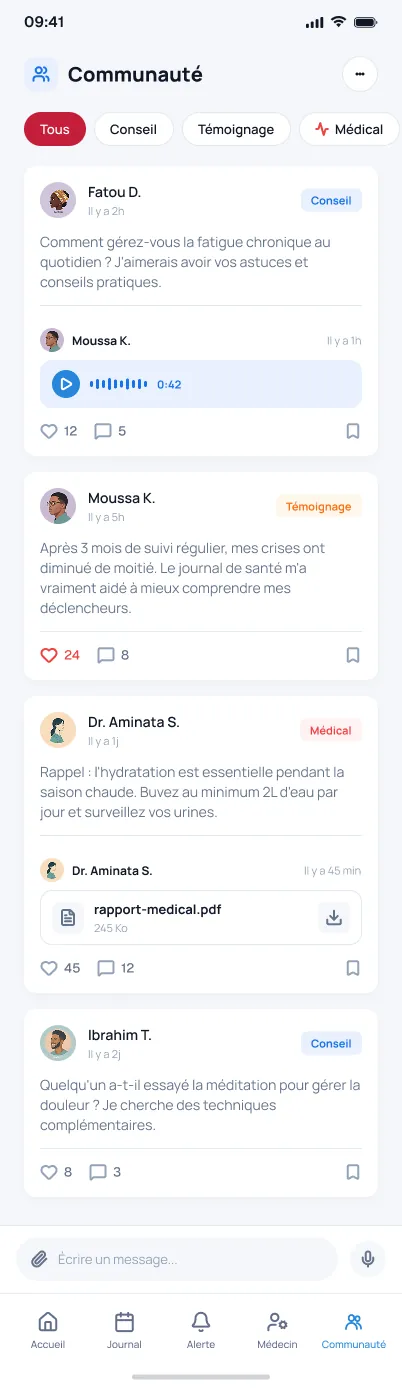 09:41
Communauté
Tous
Conseil
Témoignage
Médical
Fatou D.
Il y a 2h
Conseil
Comment gérez-vous la fatigue chronique au
quotidien ? J'aimerais avoir vos astuces et
conseils pratiques.
Moussa K.
Il y a 1h
0:42
12
5
Moussa K.
Il y a 5h
Témoignage
Après 3 mois de suivi régulier, mes crises ont
diminué de moitié. Le journal de santé m'a
vraiment aidé à mieux comprendre mes
déclencheurs.
24
8
Dr. Aminata S.
Il y a 1j
Médical
Rappel : l'hydratation est essentielle pendant la
saison chaude. Buvez au minimum 2L d'eau par
jour et surveillez vos urines.
Dr. Aminata S.
Il y a 45 min
rapport-medical.pdf
245 Ko
45
12
Ibrahim T.
Il y a 2j
Conseil
Quelqu'un a-t-il essayé la méditation pour gérer la
douleur ? Je cherche des techniques
complémentaires.
8
3
Écrire un message...
Accueil
Journal
Alerte
Médecin
Communauté